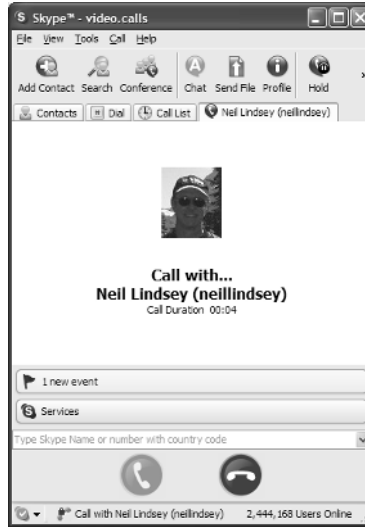 Skype™ - video.calls
File View Tools Call Help
Add Contact Search Conference Chat Send File Profile Hold »
Contacts Dial Call List Neil Lindsey (neillindsey)
Call with...
Neil Lindsey (neillindsey)
Call Duration 00:04
1 new event
Services
Type Skype Name or number with country code
Call with Neil Lindsey (neillindsey) 2,444,168 Users Online